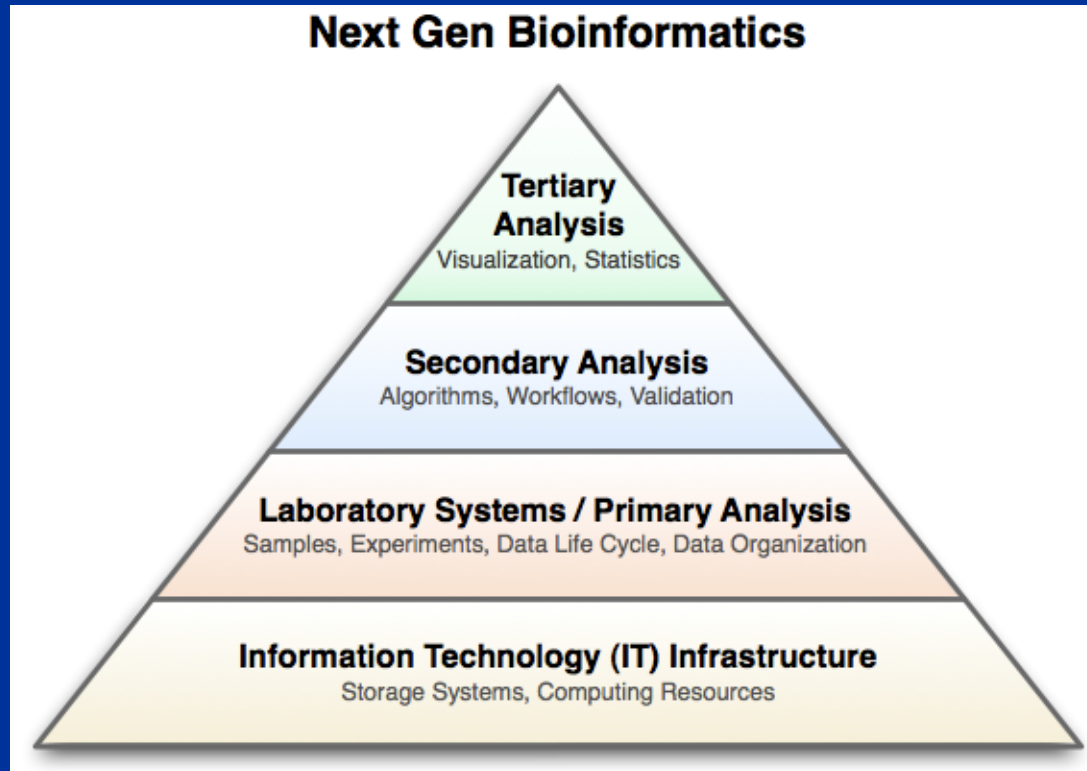 Next Gen Bioinformatics
Tertiary
Analysis
Visualization, Statistics
Secondary Analysis
Algorithms, Workflows, Validation
Laboratory Systems / Primary Analysis
Samples, Experiments, Data Life Cycle, Data Organization
Information Technology (IT) Infrastructure
Storage Systems, Computing Resources